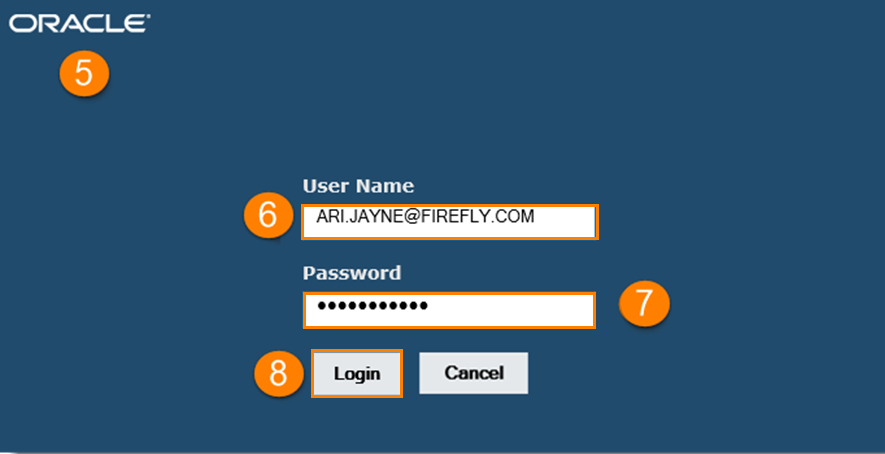 ORACLE®
5
User Name
6
ARI.JAYNE@FIREFLY.COM
Password
•••••••••••
7
8
Login
Cancel